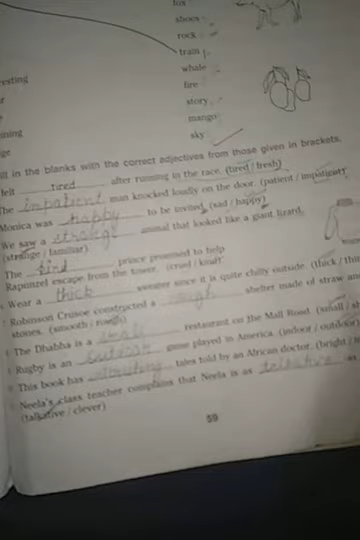 fox
shoes
rock
train
whale
fire
story
mango
sky
resting
ining
ill in the blanks with the correct adjectives from those given in brackets.
felt tired after running in the race. (tired / fresh)
The impatient man knocked loudly on the door. (patient / impatient)
Monica was happy to be invited. (sad / happy)
We saw a strange animal that looked like a giant lizard.
(strange / familiar)
The kind prince promised to help
Rapunzel escape from the tower. (cruel / kind)
Wear a thick sweater since it is quite chilly outside. (thick / thin
Robinson Crusoe constructed a rough shelter made of straw and
stones. (smooth / rough)
The Dhabha is a small restaurant on the Mall Road. (small /
Rugby is an outdoor game played in America. (indoor / outdoor)
This book has tales told by an African doctor. (bright /
Neela's class teacher complains that Neela is as talkative as
(talkative / clever)
59